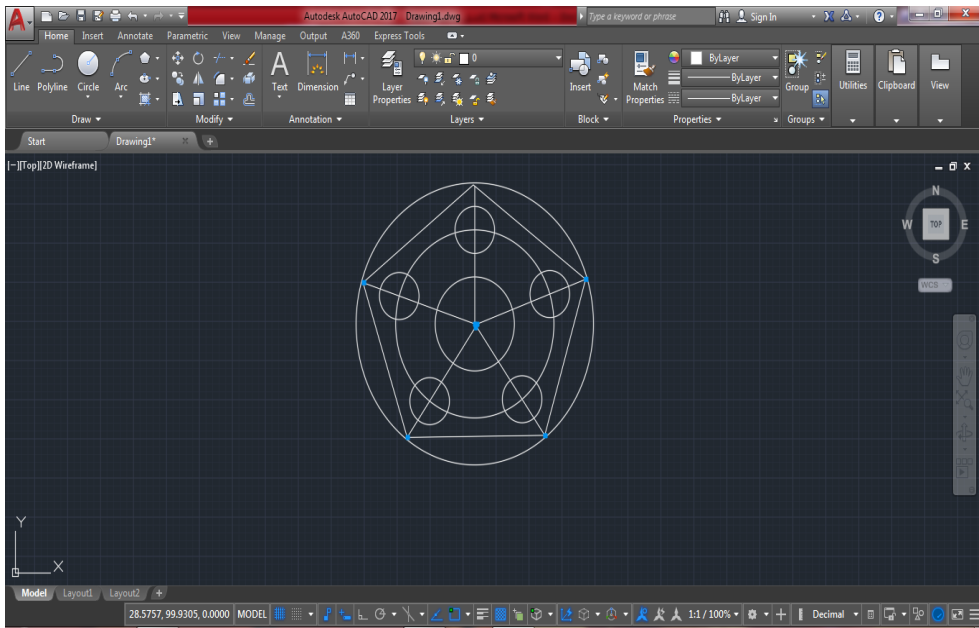 Autodesk AutoCAD 2017 Drawing1.dwg
Type a keyword or phrase
Sign In
Home Insert Annotate Parametric View Manage Output A360 Express Tools
0
ByLayer
ByLayer
ByLayer
Line Polyline Circle Arc
Text Dimension
Layer
Properties
Insert
Match
Properties
Group Utilities Clipboard View
Draw Modify Annotation Layers Block Properties Groups
Start Drawing1* +
[−][Top][2D Wireframe]
N
W TOP E
S
WCS
Y
X
Model Layout1 Layout2 +
28.5757, 99.9305, 0.0000 MODEL 1:1 / 100% Decimal